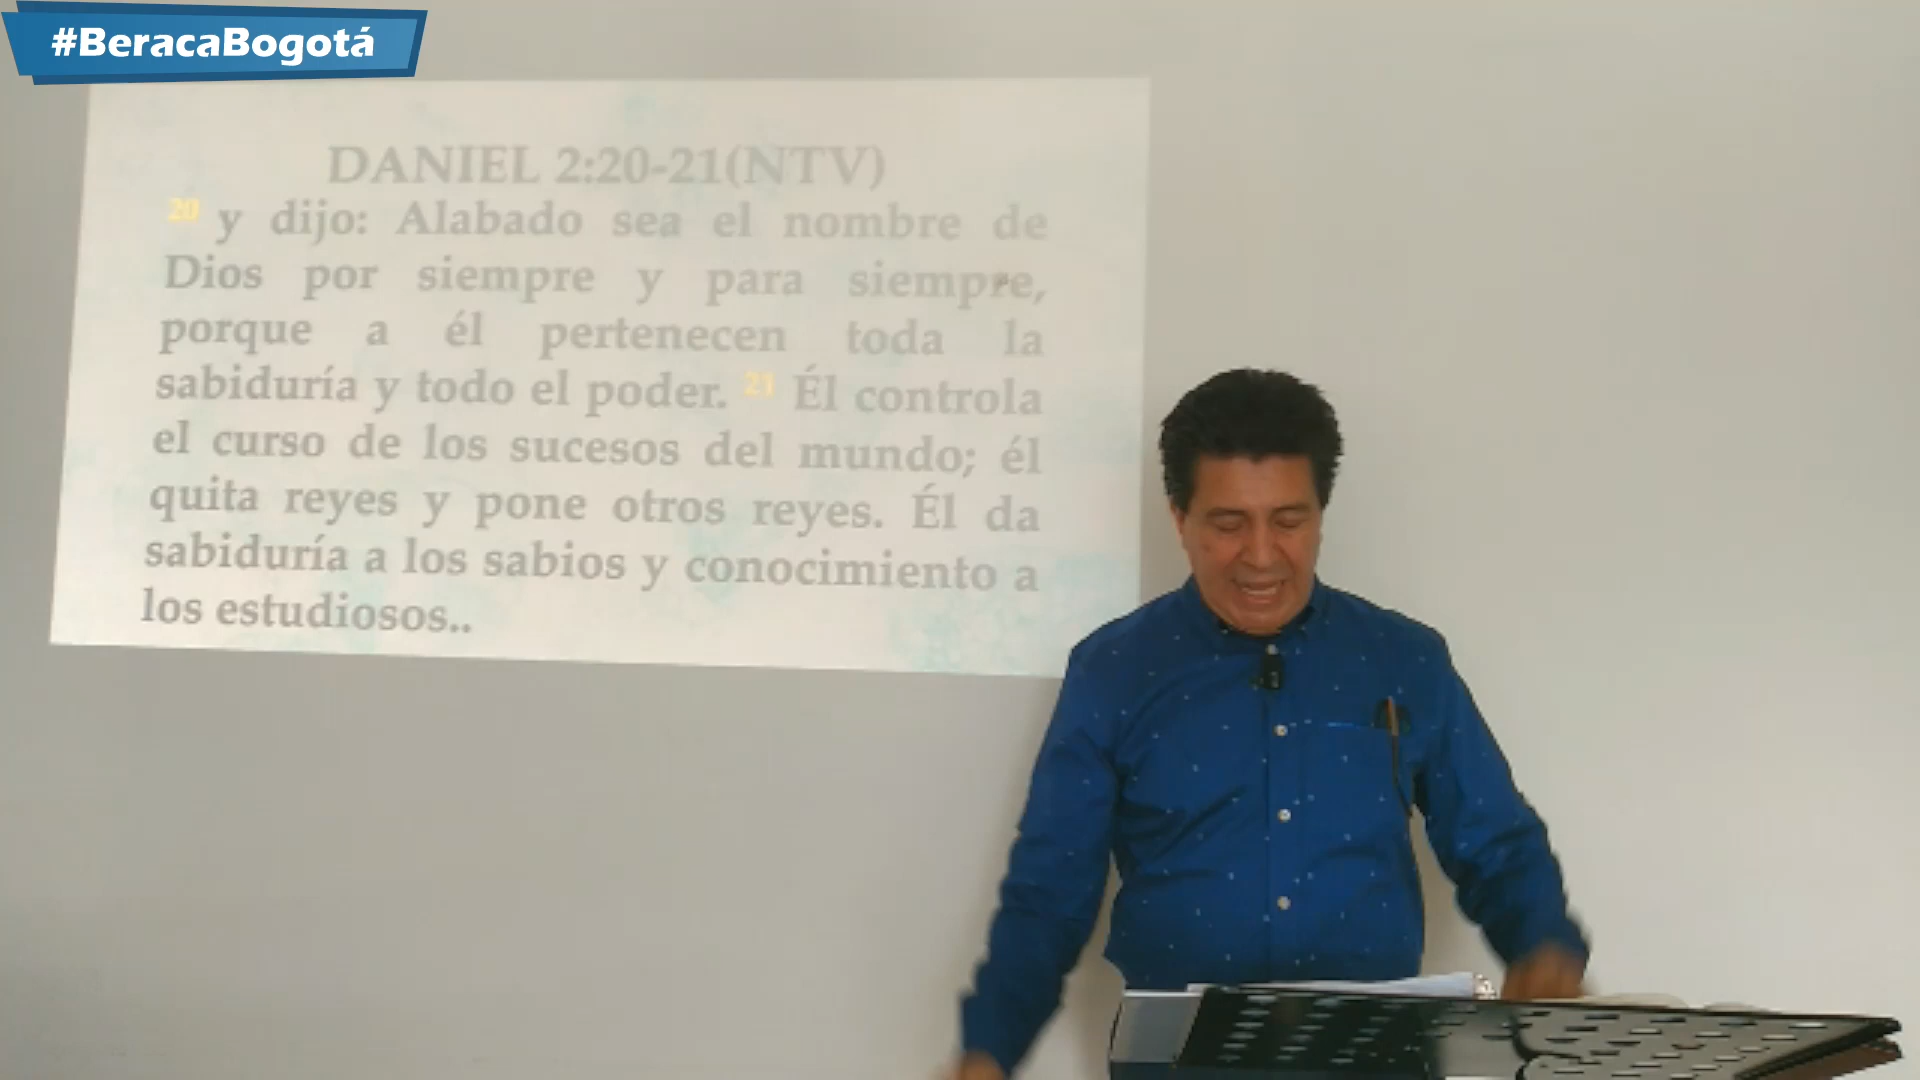 #BeracaBogotá
DANIEL 2:20-21(NTV)
20 y dijo: Alabado sea el nombre de
Dios por siempre y para siempre,
porque a él pertenecen toda la
sabiduría y todo el poder. 21 Él controla
el curso de los sucesos del mundo; él
quita reyes y pone otros reyes. Él da
sabiduría a los sabios y conocimiento a
los estudiosos..